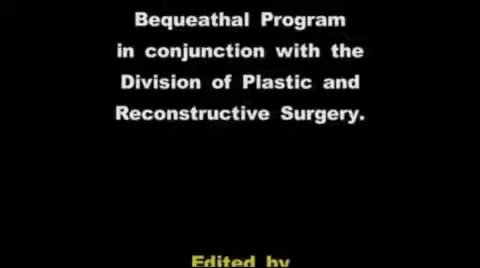 Bequeathal Program
in conjunction with the
Division of Plastic and
Reconstructive Surgery.
Edited by